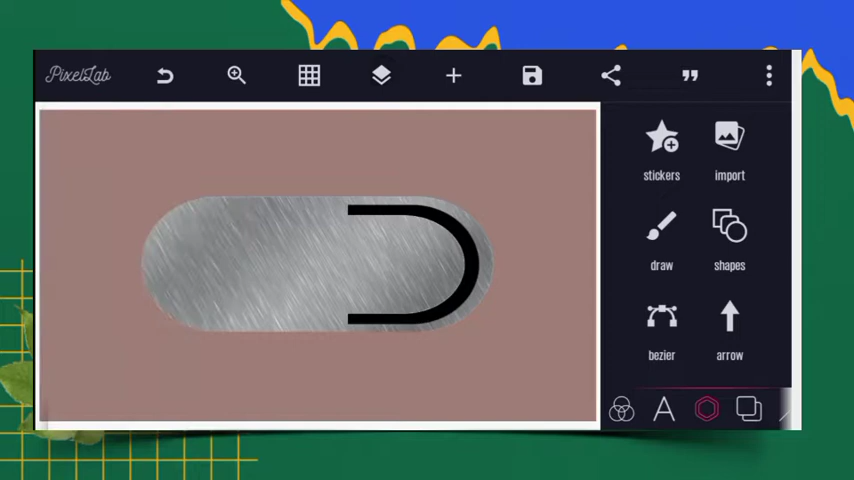 PixelLab
stickers
import
draw
shapes
bezier
arrow